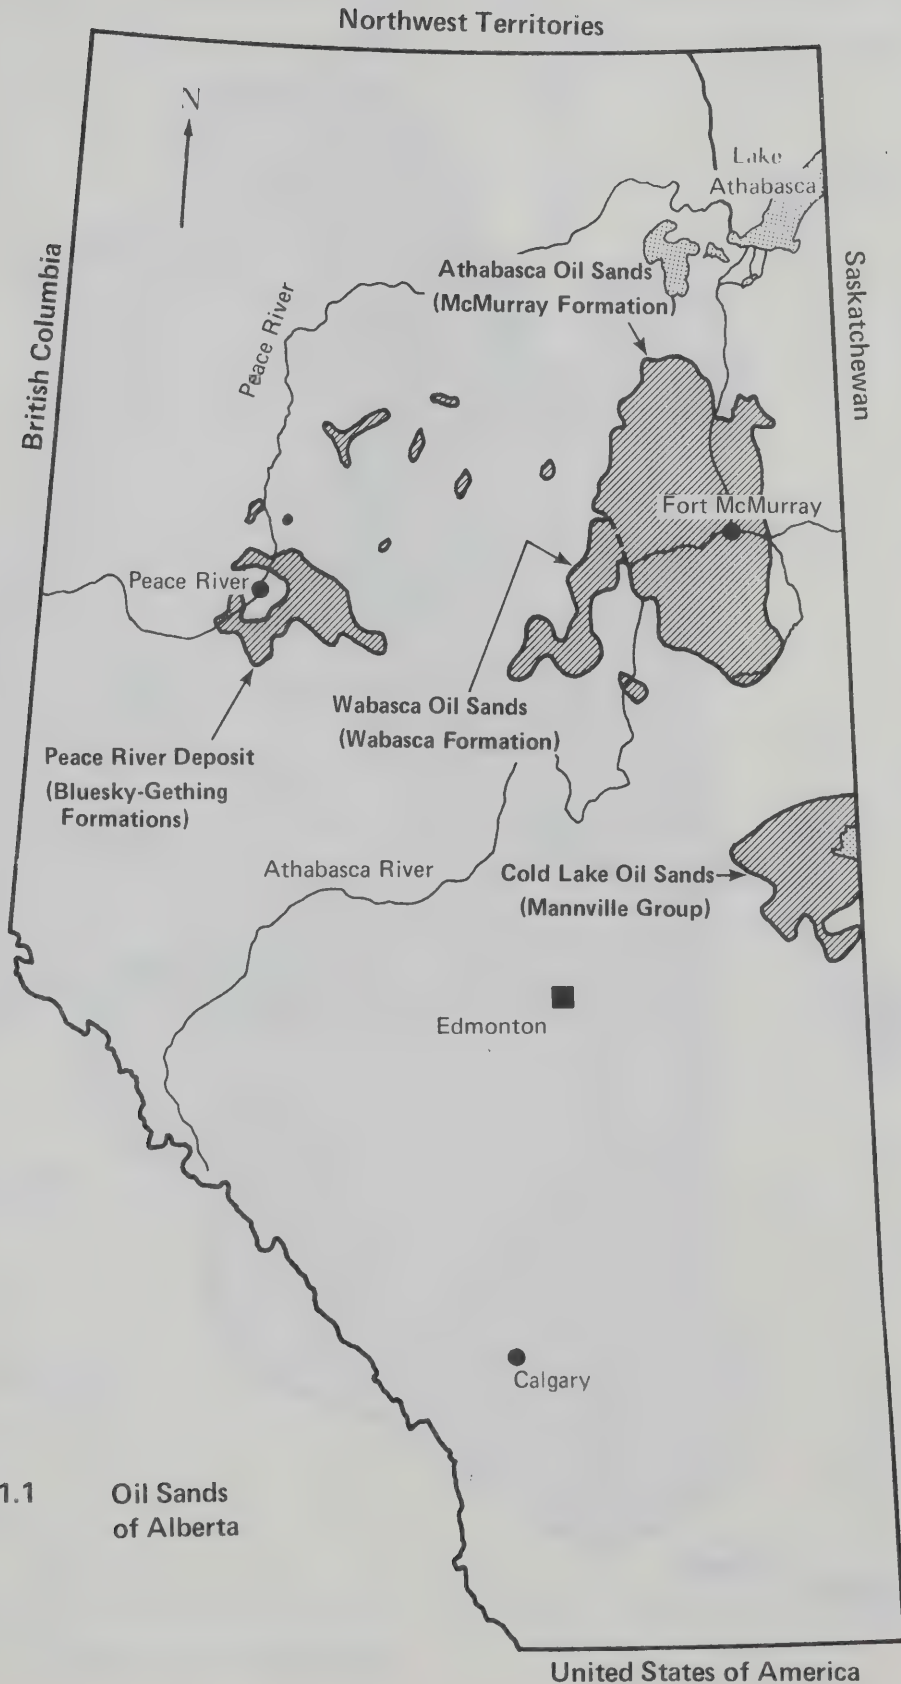 Northwest Territories
N
Lake
Athabasca
British Columbia
Peace River
Athabasca Oil Sands
(McMurray Formation)
Saskatchewan
Fort McMurray
Peace River
Wabasca Oil Sands
(Wabasca Formation)
Peace River Deposit
(Bluesky-Gething
Formations)
Athabasca River
Cold Lake Oil Sands
(Mannville Group)
Edmonton
Calgary
1.1 Oil Sands
of Alberta
United States of America